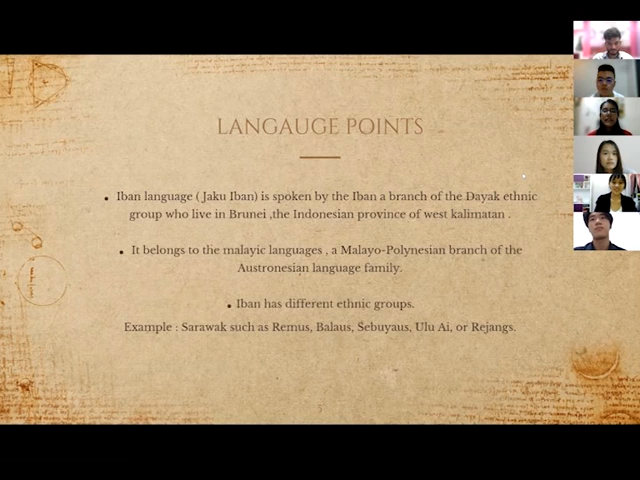 LANGAUGE POINTS
• Iban language ( Jaku Iban) is spoken by the Iban a branch of the Dayak ethnic
group who live in Brunei ,the Indonesian province of west kalimatan .
• It belongs to the malayic languages , a Malayo-Polynesian branch of the
Austronesian language family.
• Iban has different ethnic groups.
Example : Sarawak such as Remus, Balaus, Sebuyaus, Ulu Ai, or Rejangs.